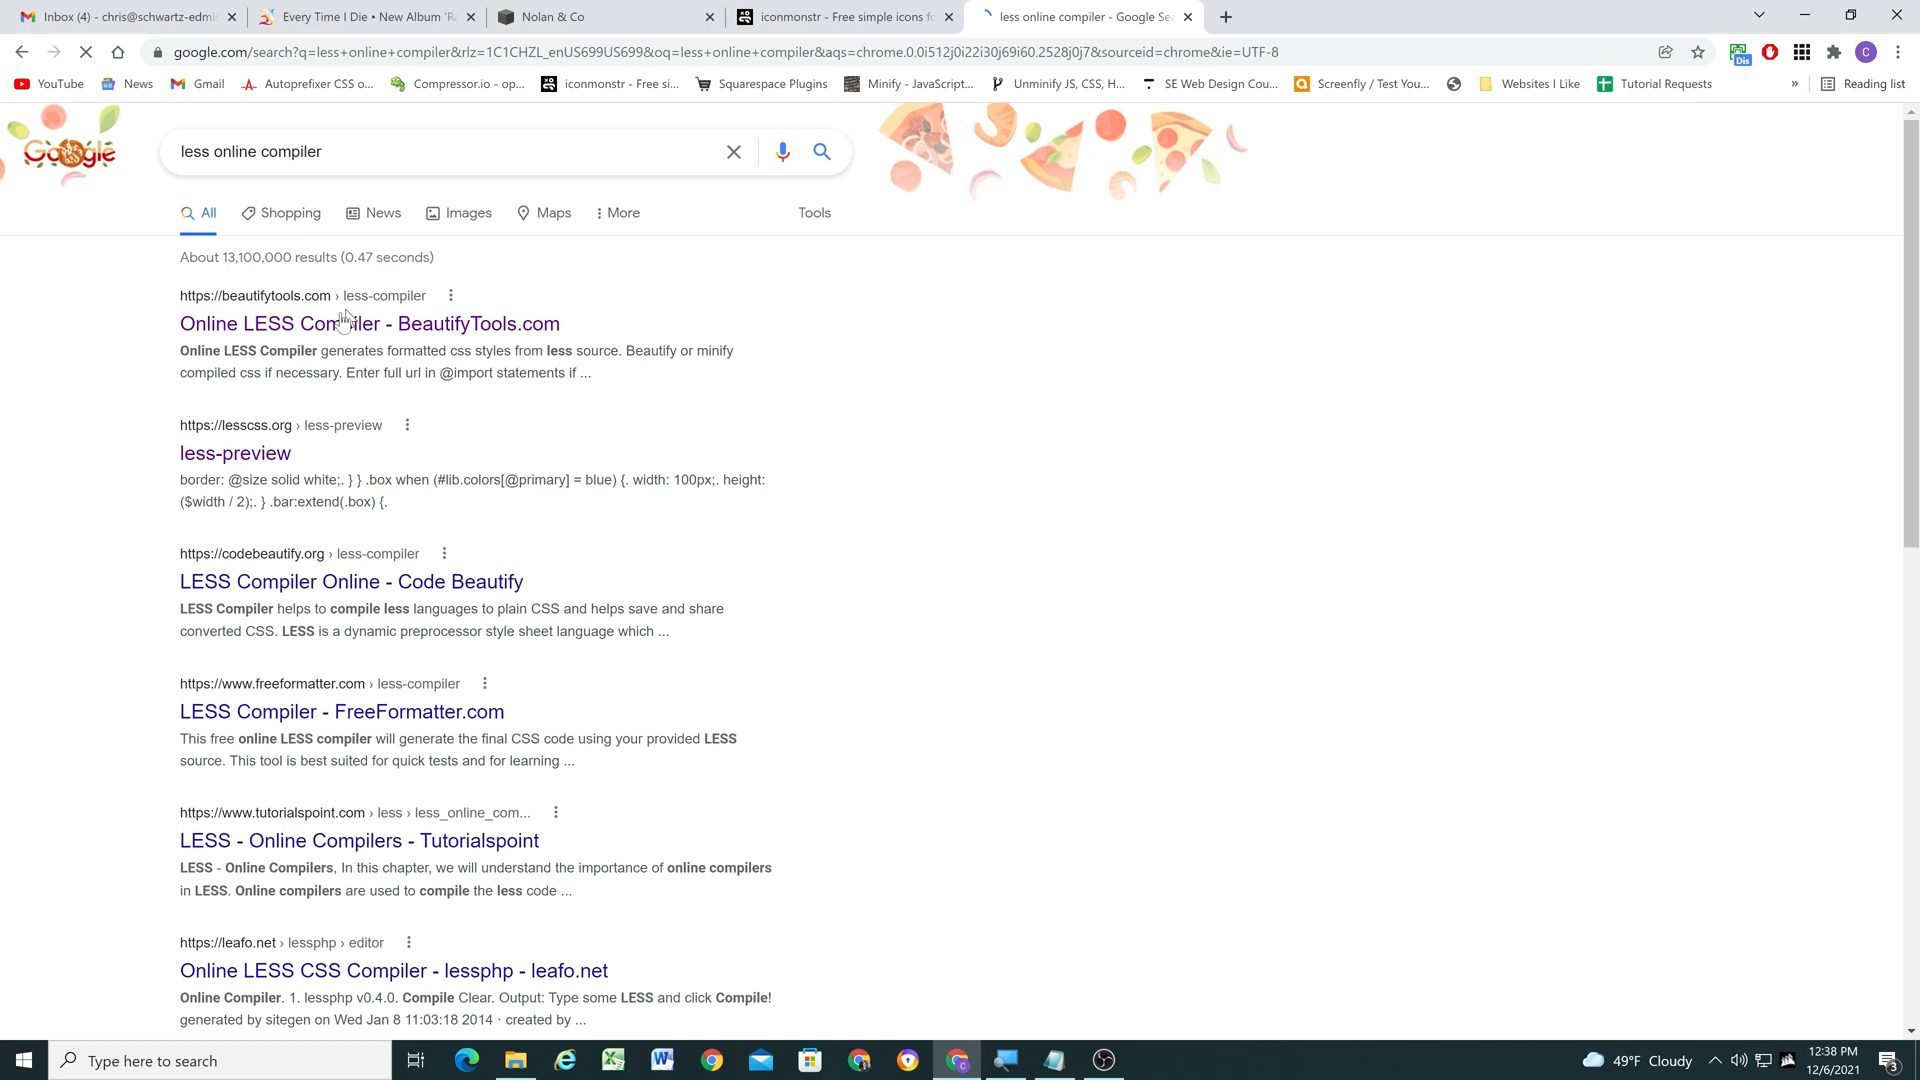 Inbox (4) - chris@schwartz-edmi
Every Time I Die • New Album 'Ra
Nolan & Co
iconmonstr - Free simple icons fo
less online compiler - Google Sea
google.com/search?q=less+online+compiler&rlz=1C1CHZL_enUS699US699&oq=less+online+compiler&aqs=chrome.0.0i512j0i22i30j69i60.2528j0j7&sourceid=chrome&ie=UTF-8
Dis
C
YouTube
News
Gmail
Autoprefixer CSS o...
Compressor.io - op...
iconmonstr - Free si...
Squarespace Plugins
Minify - JavaScript...
Unminify JS, CSS, H...
SE Web Design Cou...
Screenfly / Test You...
Websites I Like
Tutorial Requests
»
Reading list
Google
less online compiler
All
Shopping
News
Images
Maps
More
Tools
About 13,100,000 results (0.47 seconds)
https://beautifytools.com › less-compiler
Online LESS Compiler - BeautifyTools.com
Online LESS Compiler generates formatted css styles from less source. Beautify or minify
compiled css if necessary. Enter full url in @import statements if ...
https://lesscss.org › less-preview
less-preview
border: @size solid white;. } } .box when (#lib.colors[@primary] = blue) {. width: 100px;. height:
($width / 2);. } .bar:extend(.box) {.
https://codebeautify.org › less-compiler
LESS Compiler Online - Code Beautify
LESS Compiler helps to compile less languages to plain CSS and helps save and share
converted CSS. LESS is a dynamic preprocessor style sheet language which ...
https://www.freeformatter.com › less-compiler
LESS Compiler - FreeFormatter.com
This free online LESS compiler will generate the final CSS code using your provided LESS
source. This tool is best suited for quick tests and for learning ...
https://www.tutorialspoint.com › less › less_online_com...
LESS - Online Compilers - Tutorialspoint
LESS - Online Compilers, In this chapter, we will understand the importance of online compilers
in LESS. Online compilers are used to compile the less code ...
https://leafo.net › lessphp › editor
Online LESS CSS Compiler - lessphp - leafo.net
Online Compiler. 1. lessphp v0.4.0. Compile Clear. Output: Type some LESS and click Compile!
generated by sitegen on Wed Jan 8 11:03:18 2014 · created by ...
Type here to search
49°F Cloudy
12:38 PM
12/6/2021
3